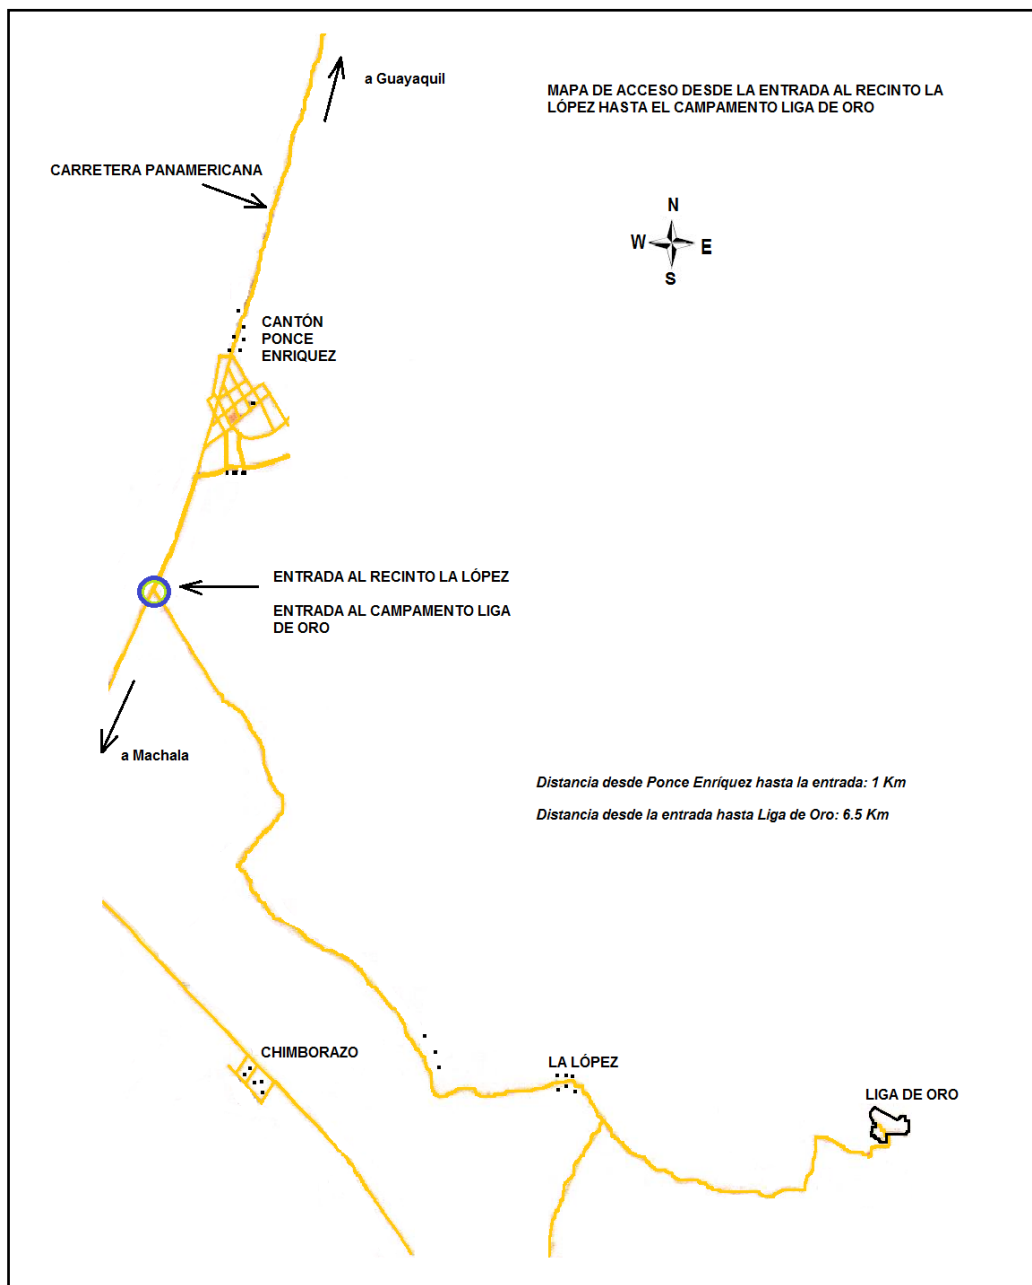 a Guayaquil
MAPA DE ACCESO DESDE LA ENTRADA AL RECINTO LA
LÓPEZ HASTA EL CAMPAMENTO LIGA DE ORO
CARRETERA PANAMERICANA
N
W
E
S
CANTÓN
PONCE
ENRIQUEZ
ENTRADA AL RECINTO LA LÓPEZ
ENTRADA AL CAMPAMENTO LIGA
DE ORO
a Machala
Distancia desde Ponce Enríquez hasta la entrada: 1 Km
Distancia desde la entrada hasta Liga de Oro: 6.5 Km
CHIMBORAZO
LA LÓPEZ
LIGA DE ORO